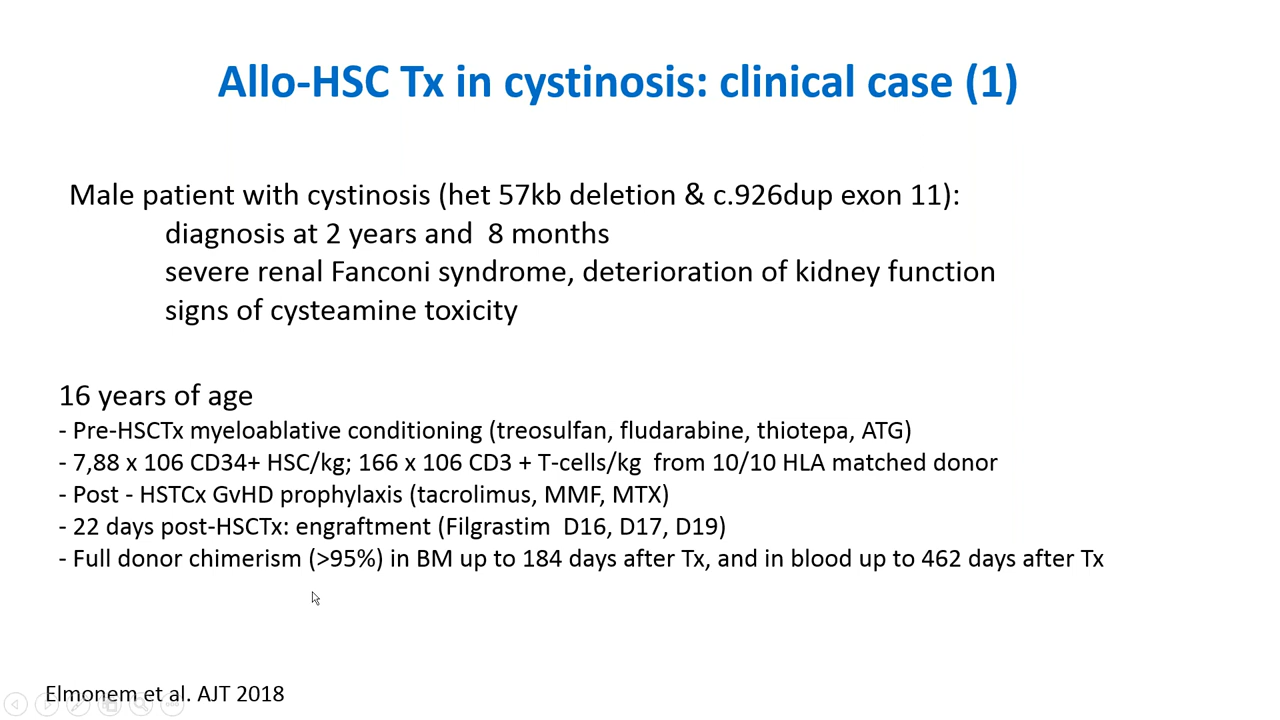 Allo-HSC Tx in cystinosis: clinical case (1)
Male patient with cystinosis (het 57kb deletion & c.926dup exon 11):
diagnosis at 2 years and  8 months
severe renal Fanconi syndrome, deterioration of kidney function
signs of cysteamine toxicity
16 years of age
- Pre-HSCTx myeloablative conditioning (treosulfan, fludarabine, thiotepa, ATG)
- 7,88 x 106 CD34+ HSC/kg; 166 x 106 CD3 + T-cells/kg  from 10/10 HLA matched donor
- Post - HSTCx GvHD prophylaxis (tacrolimus, MMF, MTX)
- 22 days post-HSCTx: engraftment (Filgrastim  D16, D17, D19)
- Full donor chimerism (>95%) in BM up to 184 days after Tx, and in blood up to 462 days after Tx
Elmonem et al. AJT 2018